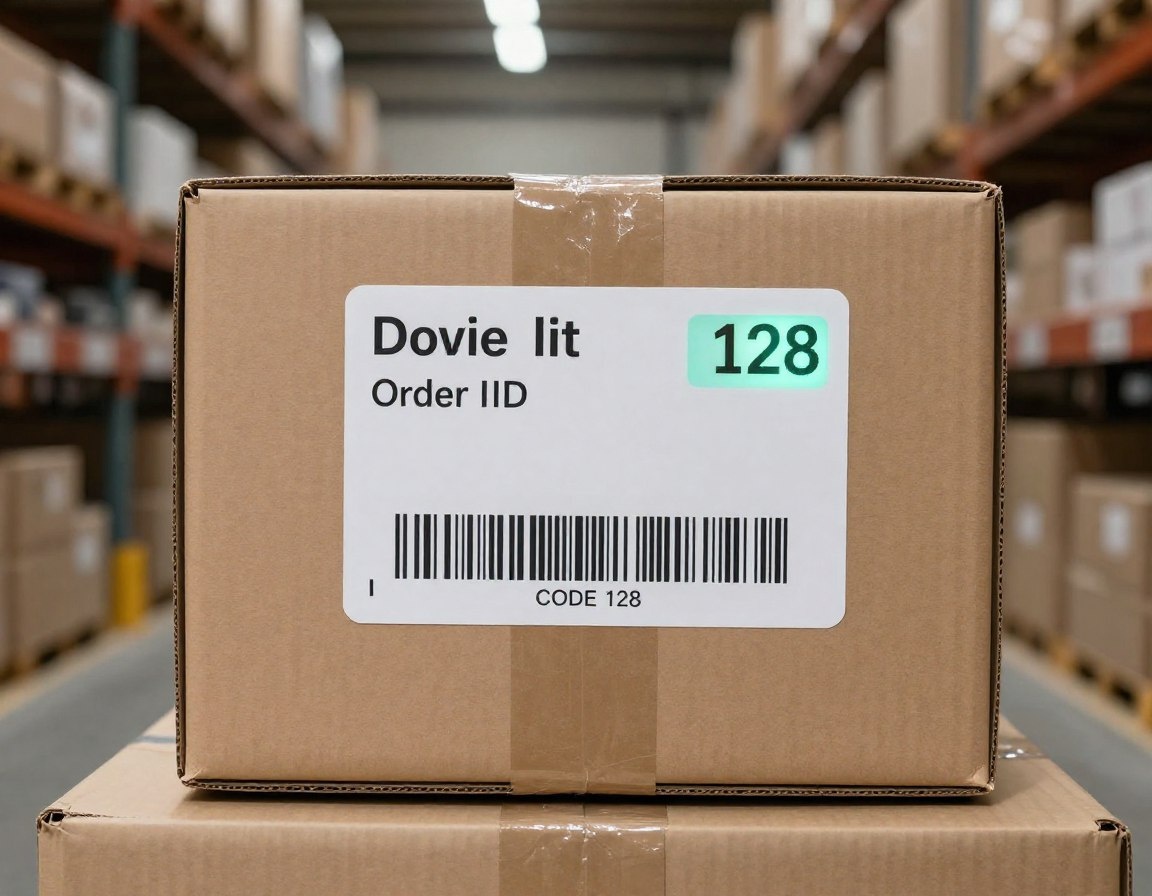 Dovie lit
128
Order IID
CODE 128